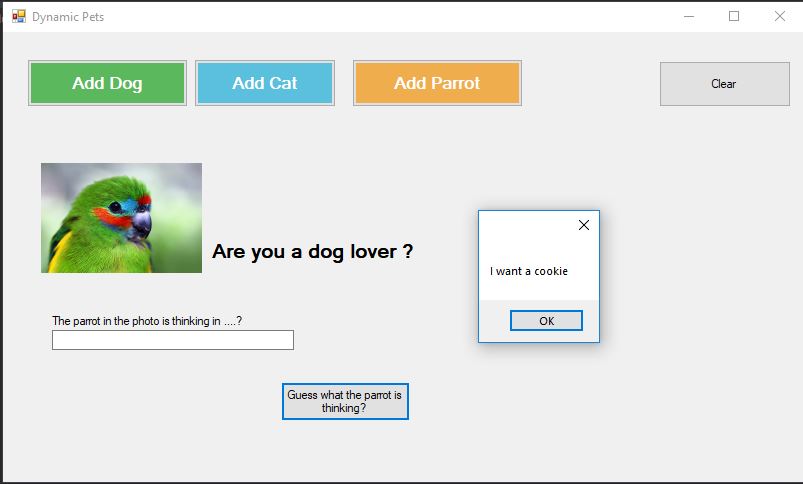 Dynamic Pets
Add Dog
Add Cat
Add Parrot
Clear
Are you a dog lover ?
I want a cookie
OK
The parrot in the photo is thinking in ....?
Guess what the parrot is
thinking?